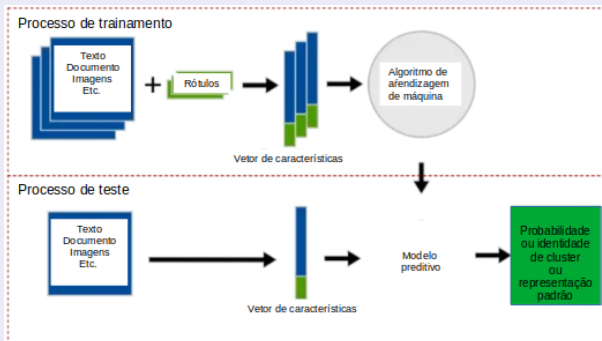 Processo de trainamento
Texto
Documento
Imagens
Etc.
Rótulos
Algoritmo de
arendizagem
de máquina
Vetor de características
Processo de teste
Texto
Documento
Imagens
Etc.
Modelo
preditivo
Probabilidade
ou identidade
de cluster
ou
representação
padrão
Vetor de características